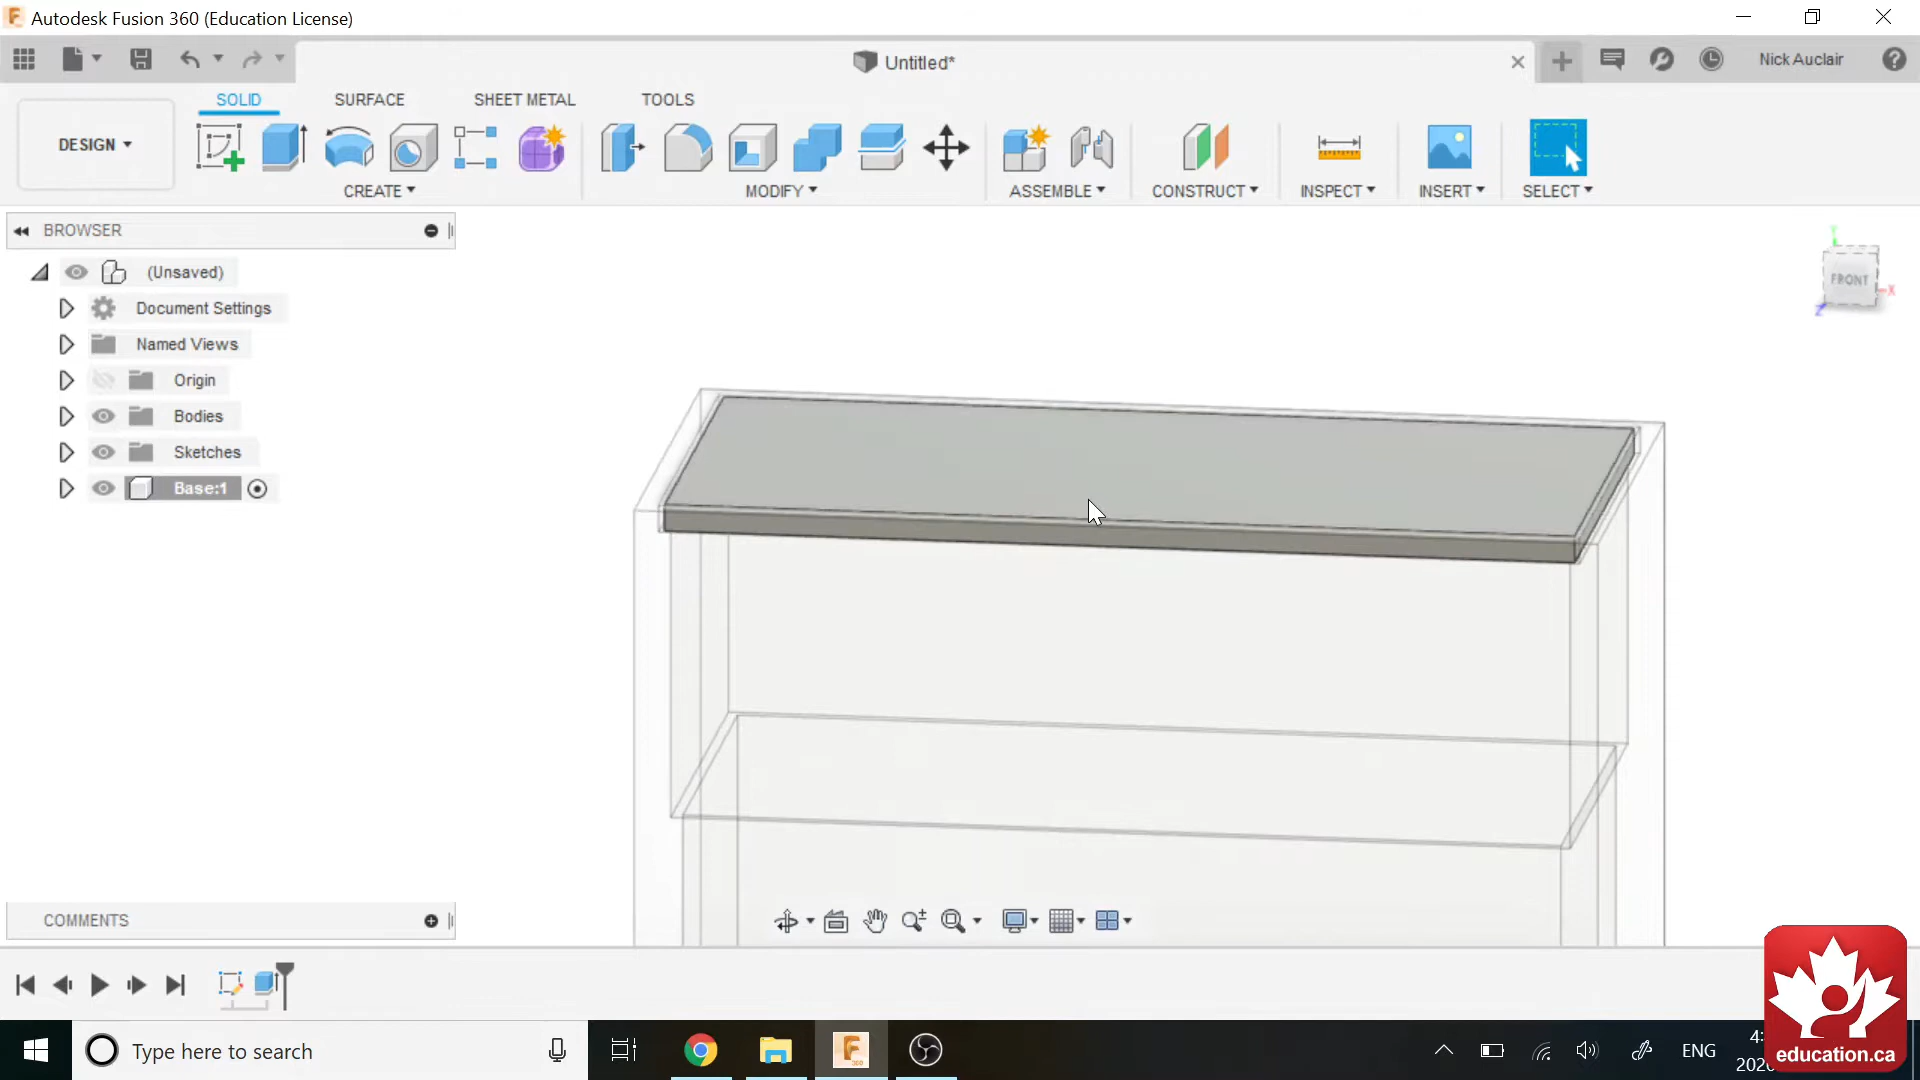 Autodesk Fusion 360 (Education License)
Untitled*
Nick Auclair
SOLID SURFACE SHEET METAL TOOLS
DESIGN
CREATE MODIFY ASSEMBLE CONSTRUCT INSPECT INSERT SELECT
BROWSER
(Unsaved)
Document Settings
Named Views
Origin
Bodies
Sketches
Base:1
Y
FRONT
X
Z
COMMENTS
Type here to search
ENG
education.ca